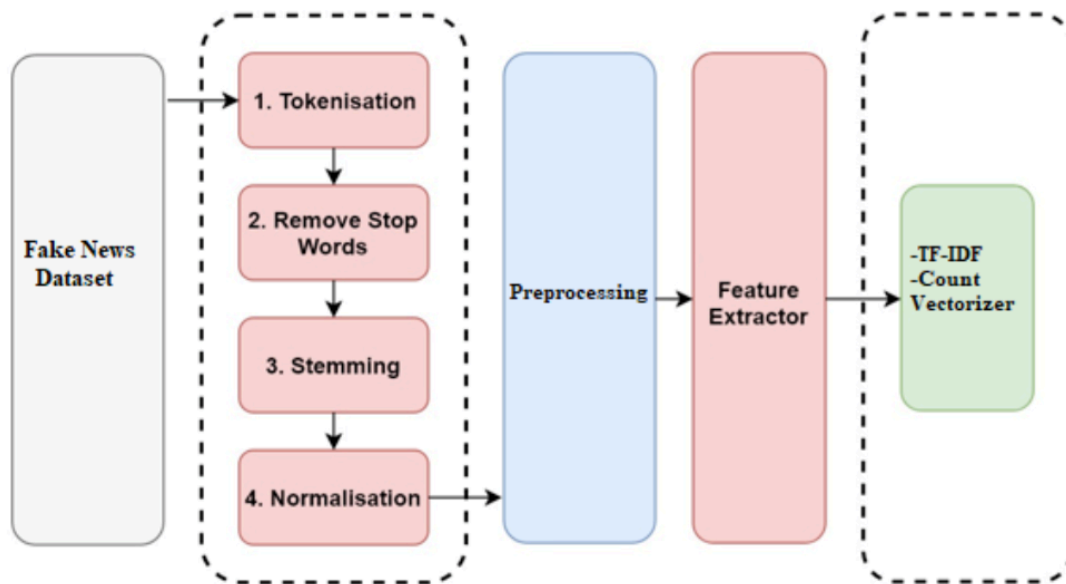 Fake News
Dataset
1. Tokenisation
2. Remove Stop
Words
3. Stemming
4. Normalisation
Preprocessing
Feature
Extractor
-TF-IDF
-Count
Vectorizer